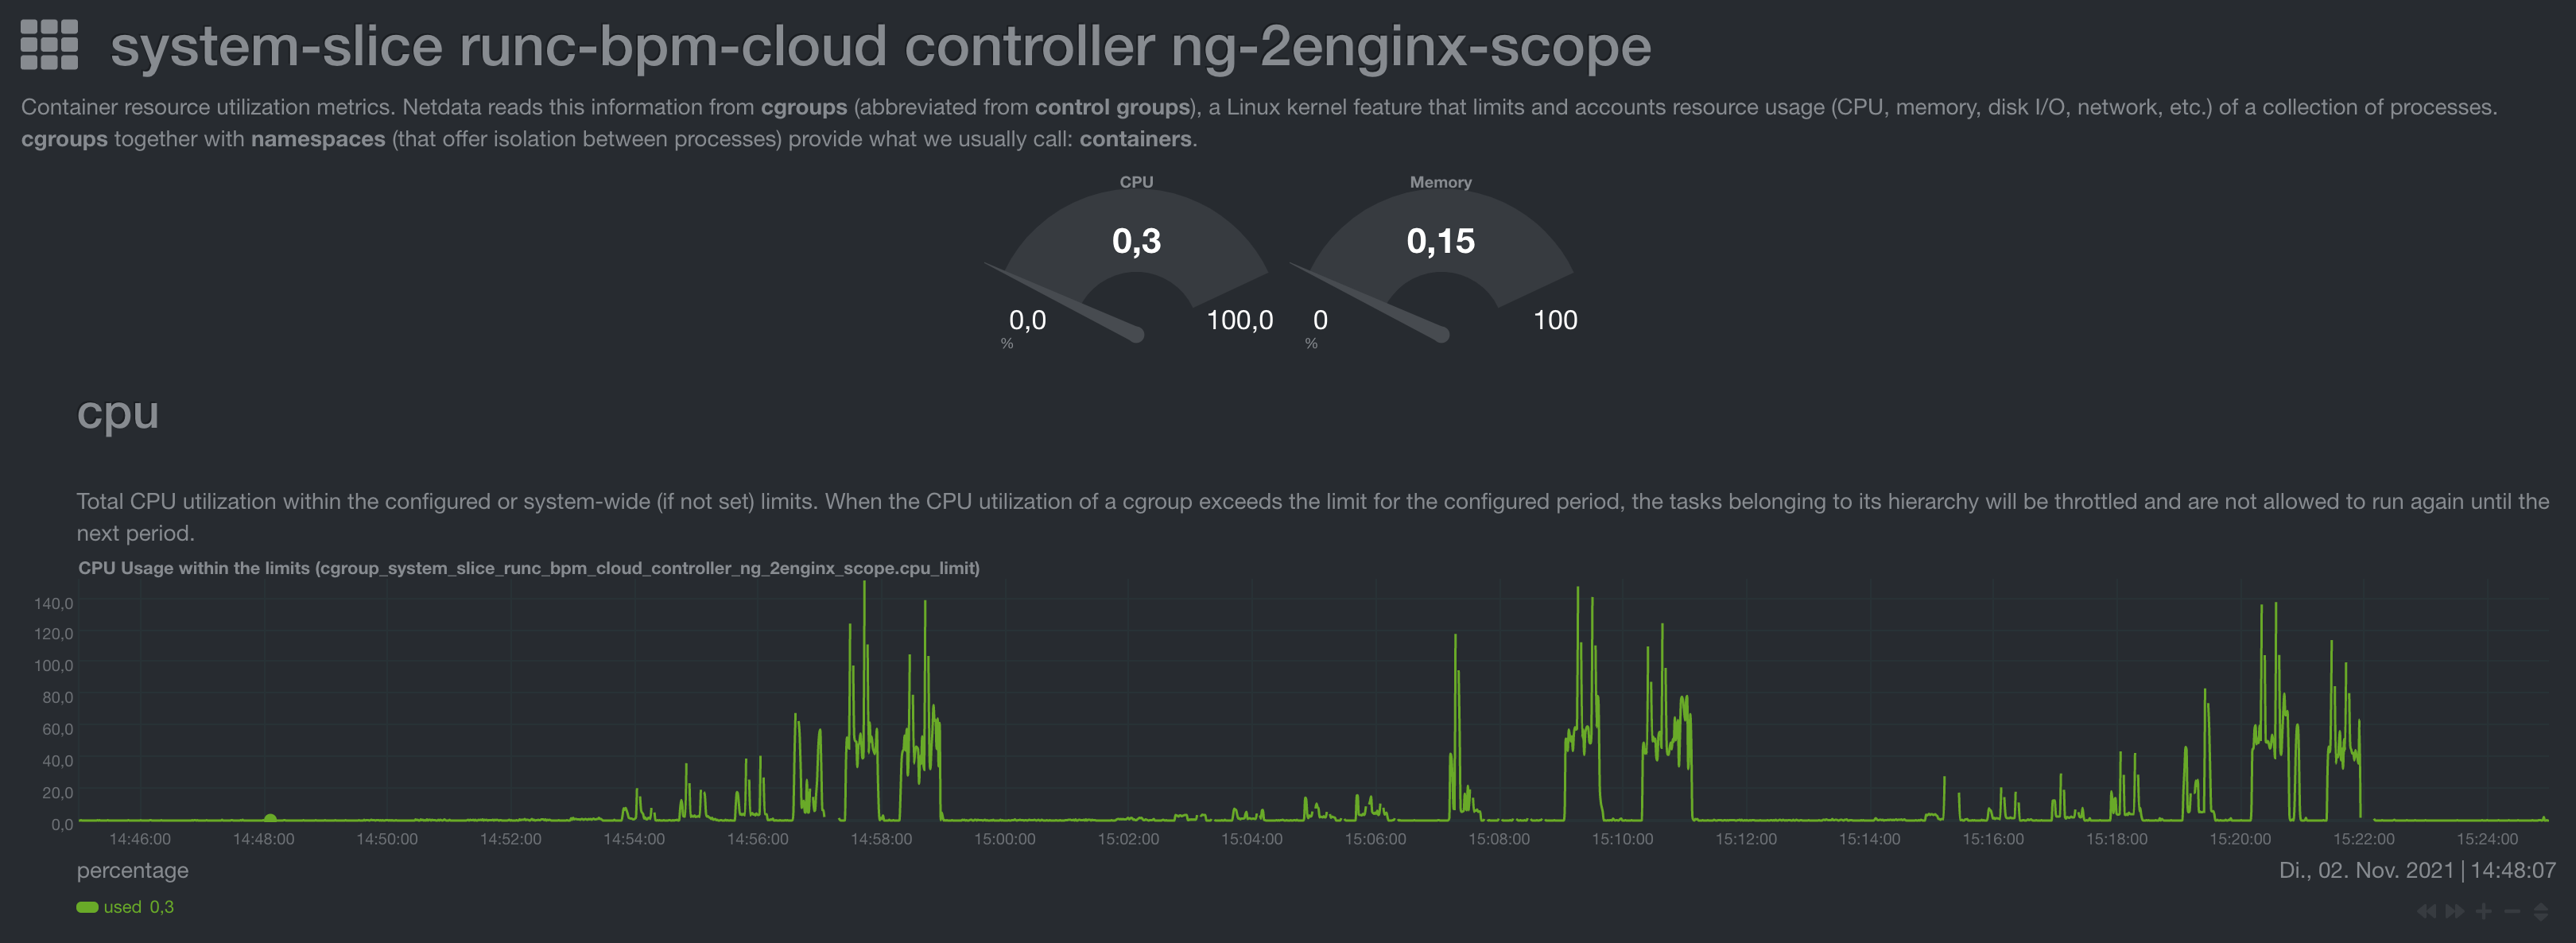 system-slice runc-bpm-cloud controller ng-2enginx-scope
Container resource utilization metrics. Netdata reads this information from cgroups (abbreviated from control groups), a Linux kernel feature that limits and accounts resource usage (CPU, memory, disk I/O, network, etc.) of a collection of processes.
cgroups together with namespaces (that offer isolation between processes) provide what we usually call: containers.
CPU
0,3
0,0
100,0
%
Memory
0,15
0
100
%
cpu
Total CPU utilization within the configured or system-wide (if not set) limits. When the CPU utilization of a cgroup exceeds the limit for the configured period, the tasks belonging to its hierarchy will be throttled and are not allowed to run again until the
next period.
CPU Usage within the limits (cgroup_system_slice_runc_bpm_cloud_controller_ng_2enginx_scope.cpu_limit)
140,0
120,0
100,0
80,0
60,0
40,0
20,0
0,0
14:46:00 14:48:00 14:50:00 14:52:00 14:54:00 14:56:00 14:58:00 15:00:00 15:02:00 15:04:00 15:06:00 15:08:00 15:10:00 15:12:00 15:14:00 15:16:00 15:18:00 15:20:00 15:22:00 15:24:00
percentage
Di., 02. Nov. 2021 | 14:48:07
used 0,3